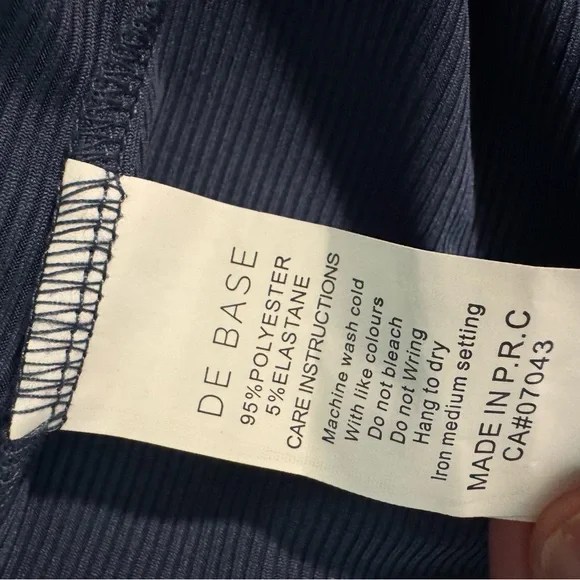 DE BASE
95%POLYESTER
5%ELASTANE
CARE INSTRUCTIONS
Machine wash cold
With like colours
Do not bleach
Do not Wring
Hang to dry
Iron medium setting
MADE IN P.R.C
CA#07043